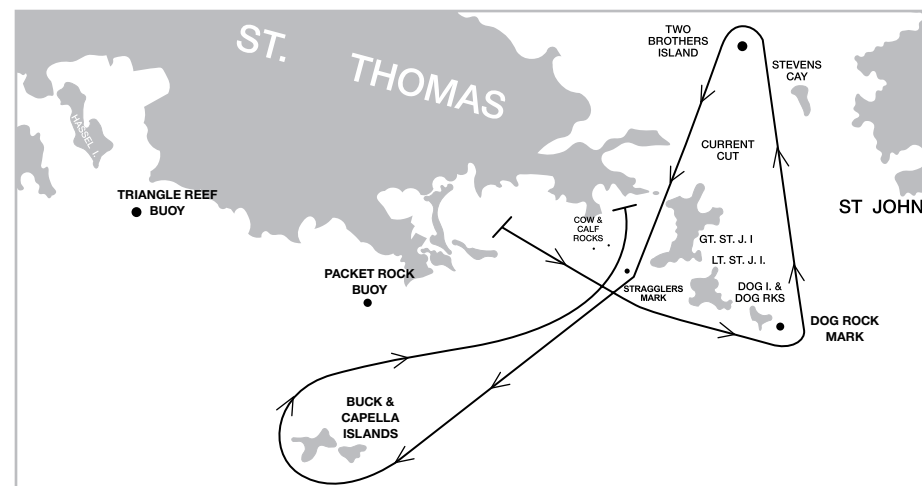 ST.
THOMAS
HASSEL I.
TRIANGLE REEF
BUOY
PACKET ROCK
BUOY
BUCK &
CAPELLA
ISLANDS
COW &
CALF
ROCKS
STRAGGLERS
MARK
TWO
BROTHERS
ISLAND
STEVENS
CAY
CURRENT
CUT
GT. ST. J. I
LT. ST. J. I.
DOG I. &
DOG RKS
DOG ROCK
MARK
ST JOHN